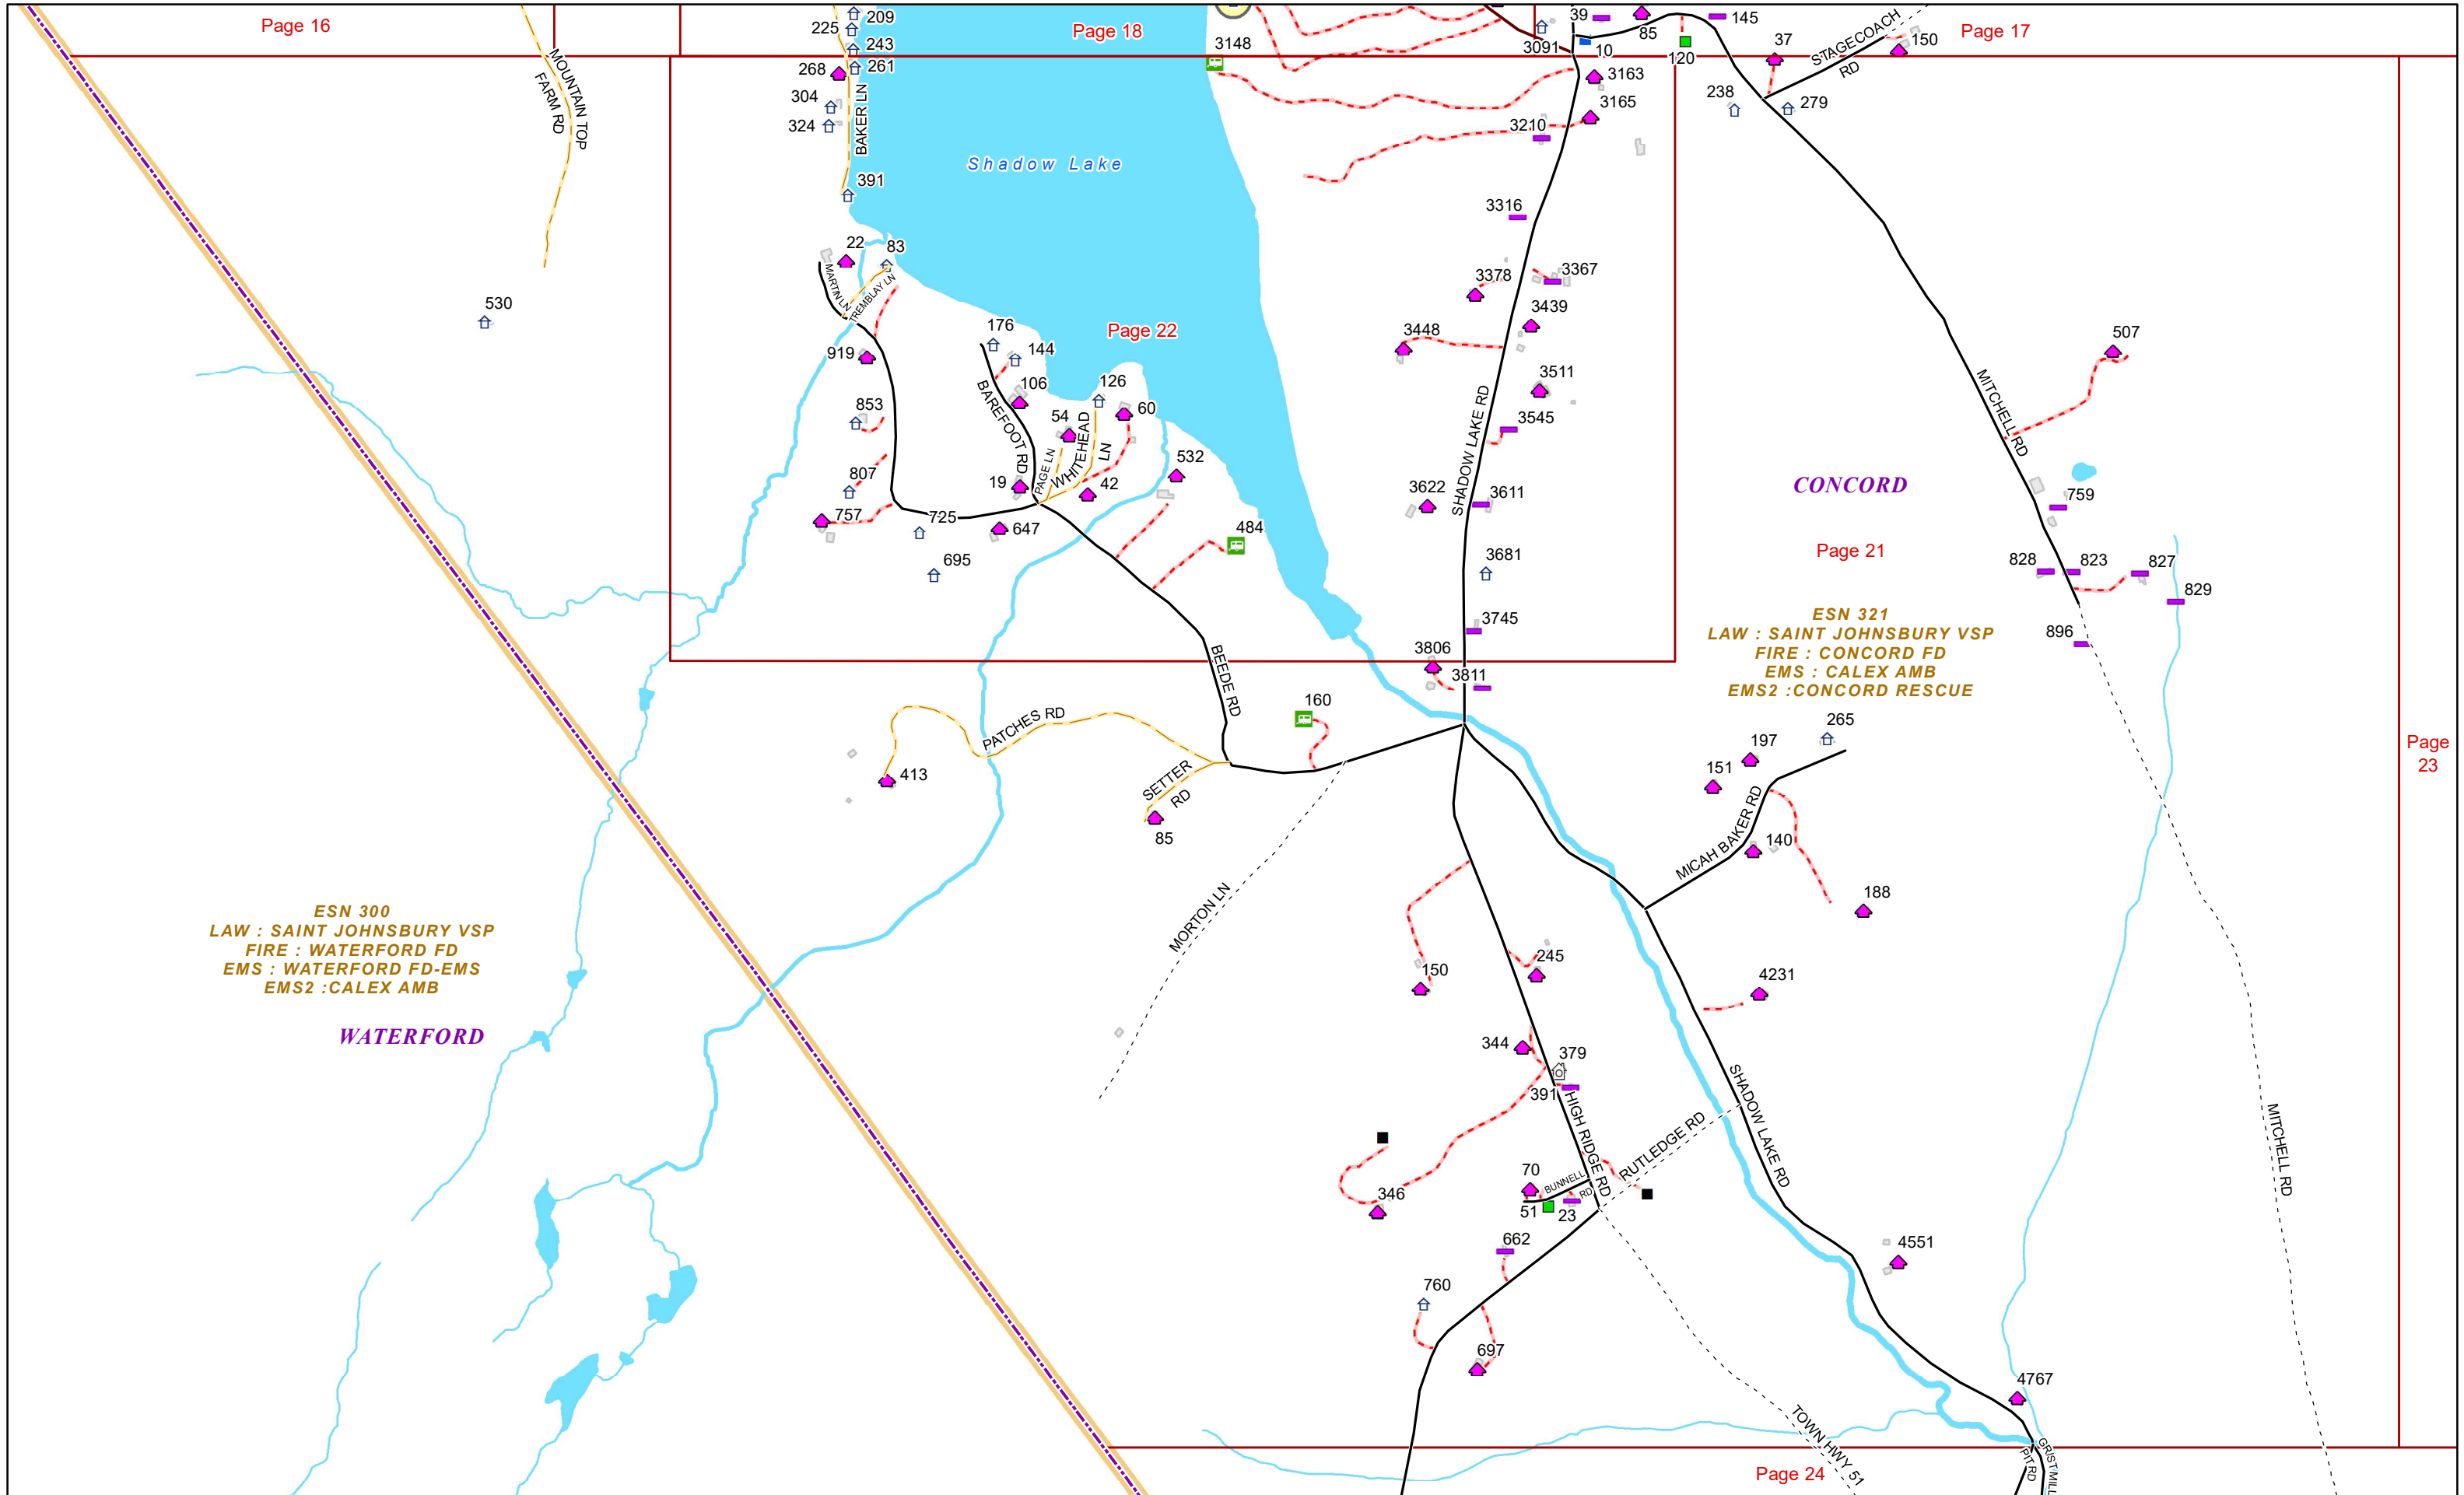 Page 16
Page 18
Page 17
209
225
243
268
261
304
324
BAKER LN
391
MOUNTAIN TOP
FARM RD
3148
39
85
145
3091
10
120
37
STAGECOACH
RD
150
3163
3165
238
279
3210
Shadow Lake
3316
22
83
MARTIN LN
TREMBLAY LN
3378
3367
530
176
Page 22
3439
3448
507
919
144
106
126
3511
MITCHELL RD
853
54
60
3545
BAREFOOT RD
PAGE LN
WHITEHEAD
LN
SHADOW LAKE RD
807
19
42
532
3622
3611
CONCORD
759
757
725
647
484
Page 21
695
3681
828
823
827
829
ESN 321
LAW : SAINT JOHNSBURY VSP
FIRE : CONCORD FD
EMS : CALEX AMB
EMS2 :CONCORD RESCUE
3745
896
3806
3811
BEEDE RD
160
PATCHES RD
265
197
Page
23
413
SETTER
RD
151
85
MICAH BAKER RD
140
188
MORTON LN
ESN 300
LAW : SAINT JOHNSBURY VSP
FIRE : WATERFORD FD
EMS : WATERFORD FD-EMS
EMS2 :CALEX AMB
WATERFORD
245
150
4231
344
379
391
HIGH RIDGE RD
SHADOW LAKE RD
RUTLEDGE RD
MITCHELL RD
70
BUNNELL
RD
346
51
23
662
4551
760
697
4767
TOWN HWY 51
PIT RD
GRIST MILL
Page 24